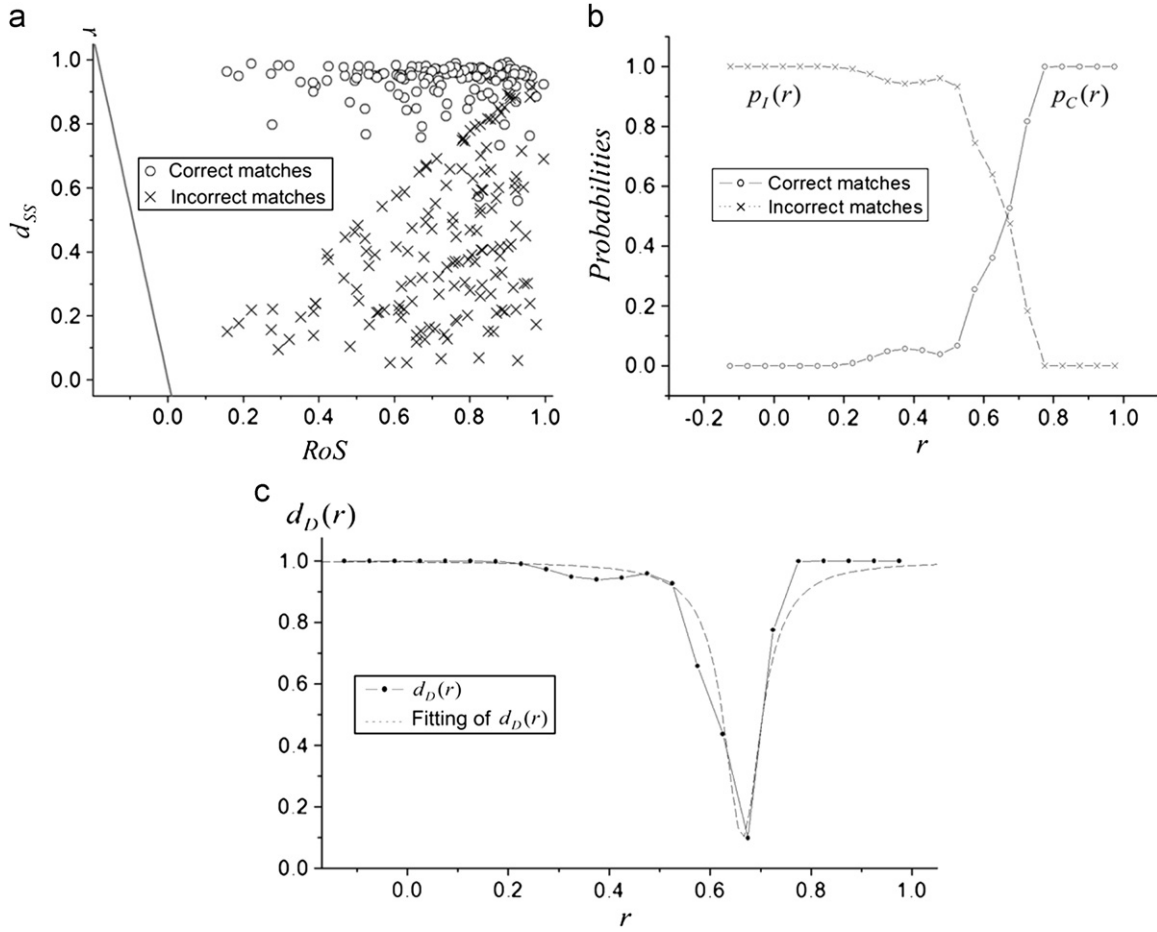 a
r
1.0
0.8
0.6
0.4
0.2
0.0
d_SS
Correct matches
Incorrect matches
0.0 0.2 0.4 0.6 0.8 1.0
RoS
b
1.0
0.8
0.6
0.4
0.2
0.0
Probabilities
p_I(r)
p_C(r)
Correct matches
Incorrect matches
-0.2 0.0 0.2 0.4 0.6 0.8 1.0
r
c
d_D(r)
1.0
0.8
0.6
0.4
0.2
0.0
d_D(r)
Fitting of d_D(r)
0.0 0.2 0.4 0.6 0.8 1.0
r